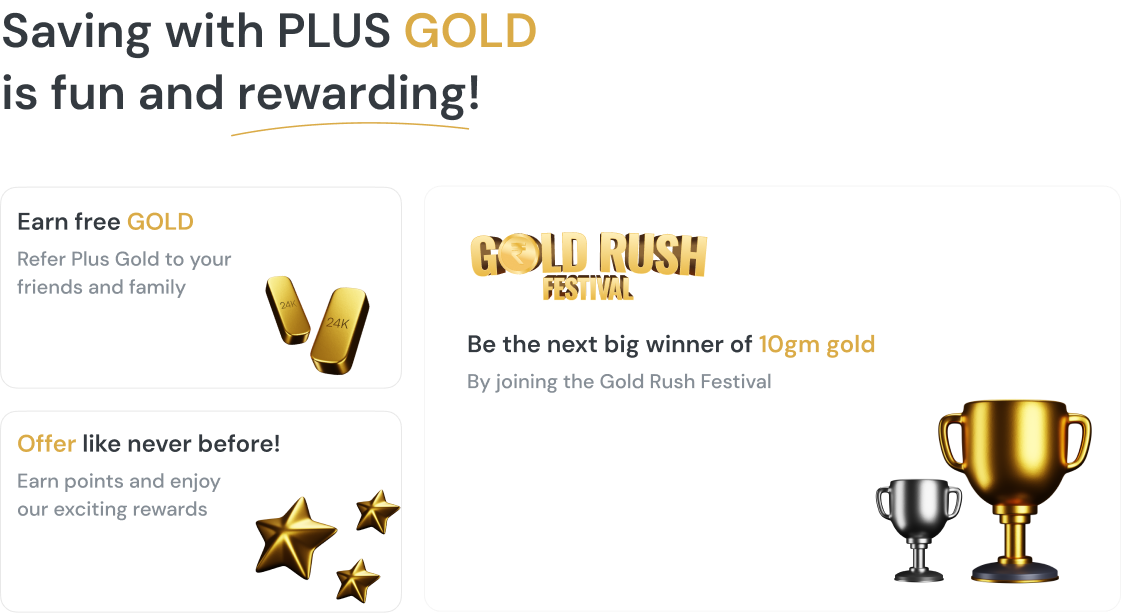 Saving with PLUS GOLD
is fun and rewarding!
Earn free GOLD
Refer Plus Gold to your
friends and family
24K
24K
Offer like never before!
Earn points and enjoy
our exciting rewards
G₹LD RUSH
FESTIVAL
Be the next big winner of 10gm gold
By joining the Gold Rush Festival